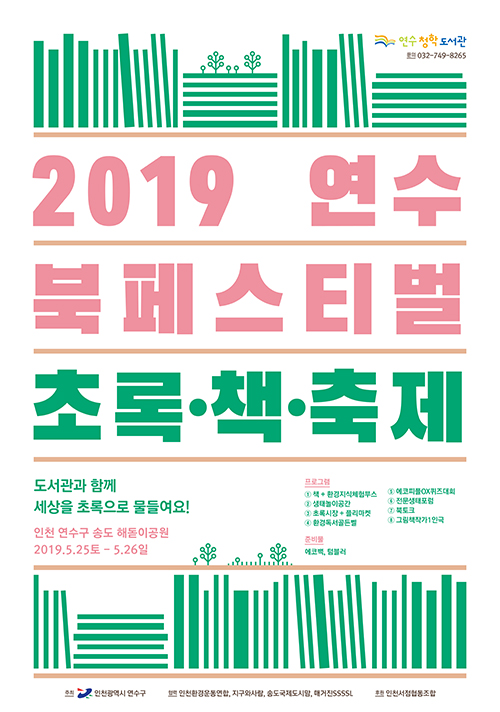 연수청학도서관
문의 032-749-8265
2019 연수
북페스티벌
초록·책·축제
도서관과 함께
세상을 초록으로 물들여요!
인천 연수구 송도 해돋이공원
2019.5.25토 - 5.26일
프로그램
① 책 + 환경지식체험부스
② 생태놀이공간
③ 초록시장 + 플리마켓
④ 환경독서골든벨
⑤ 에코피플OX퀴즈대회
⑥ 전문생태포럼
⑦ 북토크
⑧ 그림책작가1인극
준비물
에코백, 텀블러
주최 인천광역시 연수구
협력 인천환경운동연합, 지구와사람, 송도국제도시맘, 매거진SSSSL
후원 인천서점협동조합